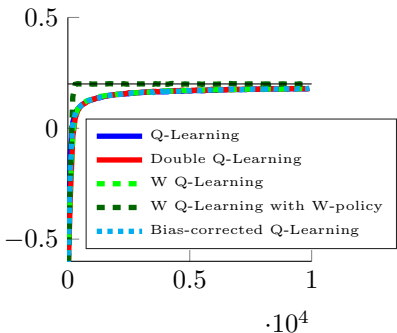 0.5
0
−0.5
Q-Learning
Double Q-Learning
W Q-Learning
W Q-Learning with W-policy
Bias-corrected Q-Learning
0 0.5 1
·10^4